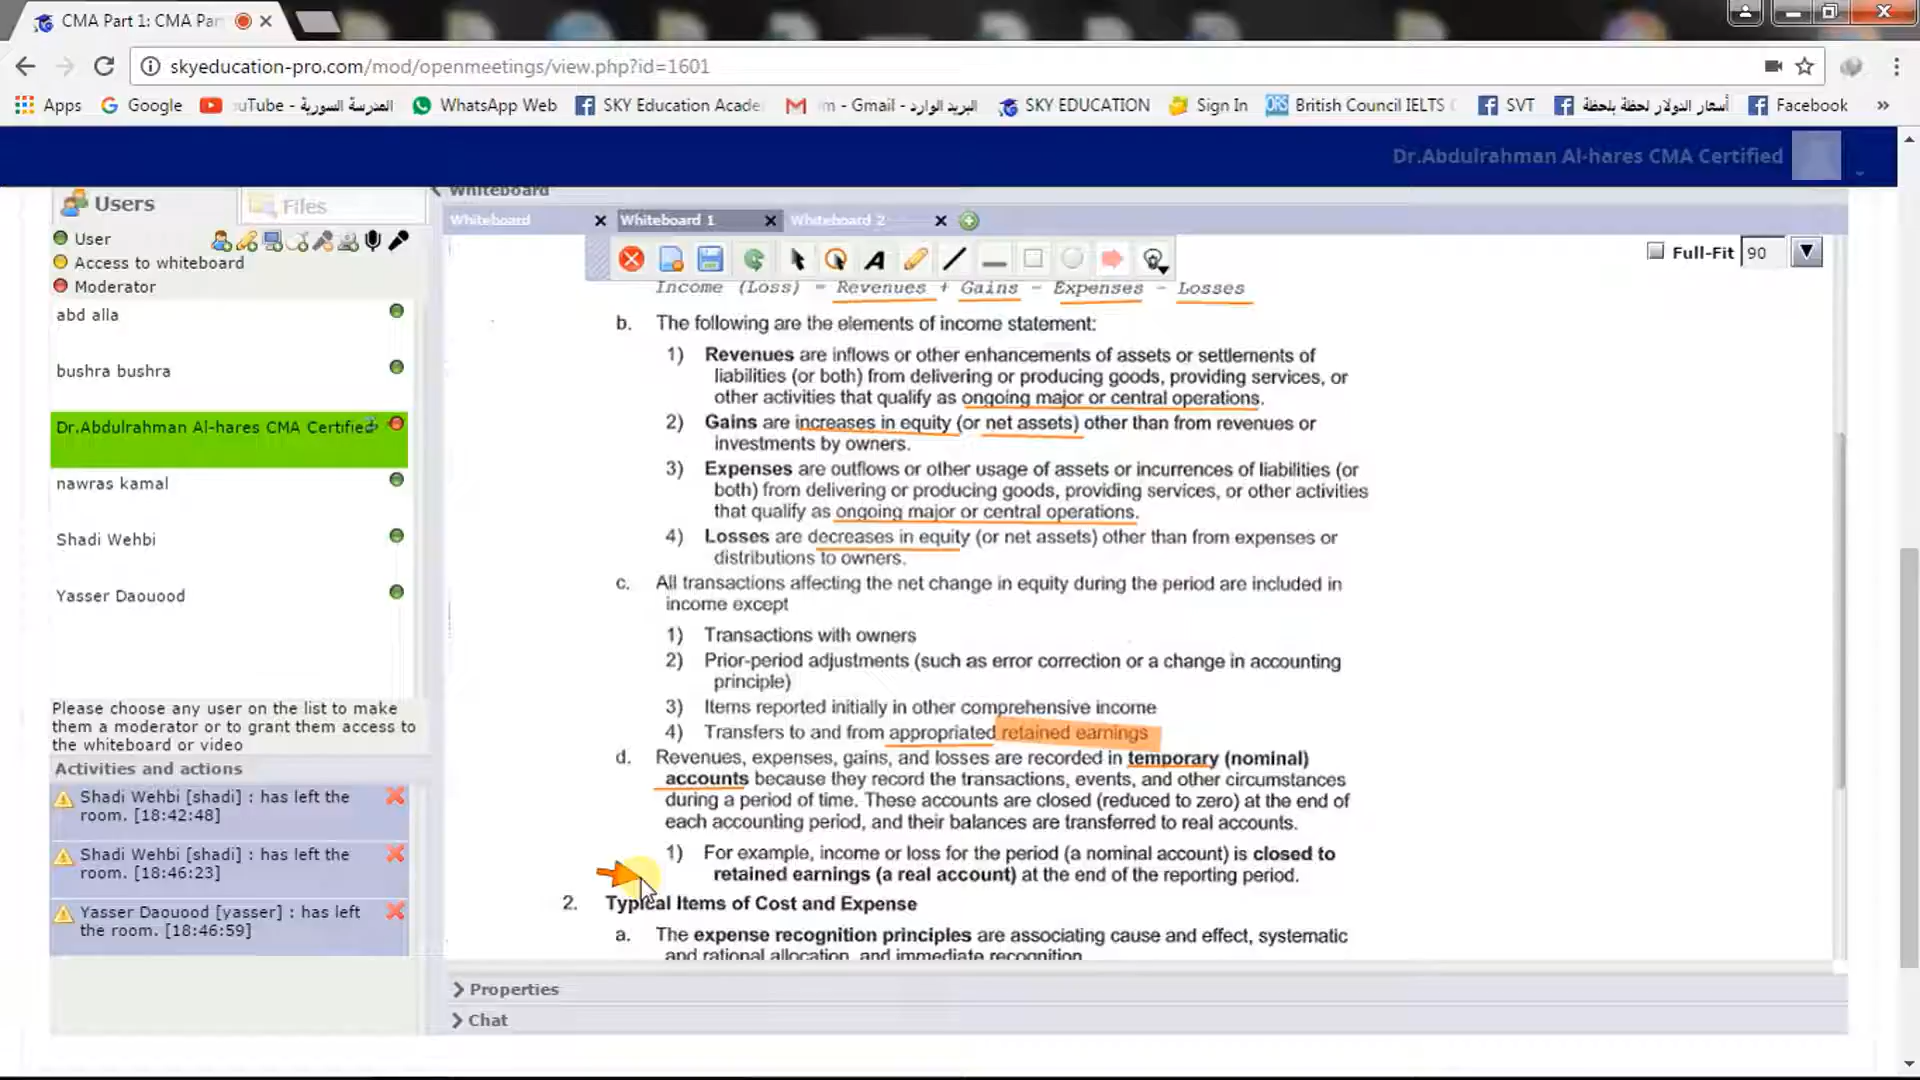 CMA Part 1: CMA Par
skyeducation-pro.com/mod/openmeetings/view.php?id=1601
Apps
Google
uTube - المدرسة السورية
WhatsApp Web
SKY Education Acade
m - Gmail - البريد الوارد
SKY EDUCATION
Sign In
British Council IELTS
SVT
أسعار الدولار لحظة بلحظة
Facebook
»
Dr.Abdulrahman Al-hares CMA Certified
Users
Files
User
Access to whiteboard
Moderator
abd alla
bushra bushra
Dr.Abdulrahman Al-hares CMA Certified
nawras kamal
Shadi Wehbi
Yasser Daouood
Please choose any user on the list to make
them a moderator or to grant them access to
the whiteboard or video
Activities and actions
Shadi Wehbi [shadi] : has left the
room. [18:42:48]
Shadi Wehbi [shadi] : has left the
room. [18:46:23]
Yasser Daouood [yasser] : has left
the room. [18:46:59]
Whiteboard
Whiteboard
Whiteboard 1
Whiteboard 2
Full-Fit 90
Income (Loss) = Revenues + Gains - Expenses - Losses
b. The following are the elements of income statement:
1) Revenues are inflows or other enhancements of assets or settlements of
liabilities (or both) from delivering or producing goods, providing services, or
other activities that qualify as ongoing major or central operations.
2) Gains are increases in equity (or net assets) other than from revenues or
investments by owners.
3) Expenses are outflows or other usage of assets or incurrences of liabilities (or
both) from delivering or producing goods, providing services, or other activities
that qualify as ongoing major or central operations.
4) Losses are decreases in equity (or net assets) other than from expenses or
distributions to owners.
c. All transactions affecting the net change in equity during the period are included in
income except
1) Transactions with owners
2) Prior-period adjustments (such as error correction or a change in accounting
principle)
3) Items reported initially in other comprehensive income
4) Transfers to and from appropriated retained earnings
d. Revenues, expenses, gains, and losses are recorded in temporary (nominal)
accounts because they record the transactions, events, and other circumstances
during a period of time. These accounts are closed (reduced to zero) at the end of
each accounting period, and their balances are transferred to real accounts.
1) For example, income or loss for the period (a nominal account) is closed to
retained earnings (a real account) at the end of the reporting period.
2. Typical Items of Cost and Expense
a. The expense recognition principles are associating cause and effect, systematic
and rational allocation, and immediate recognition
Properties
Chat